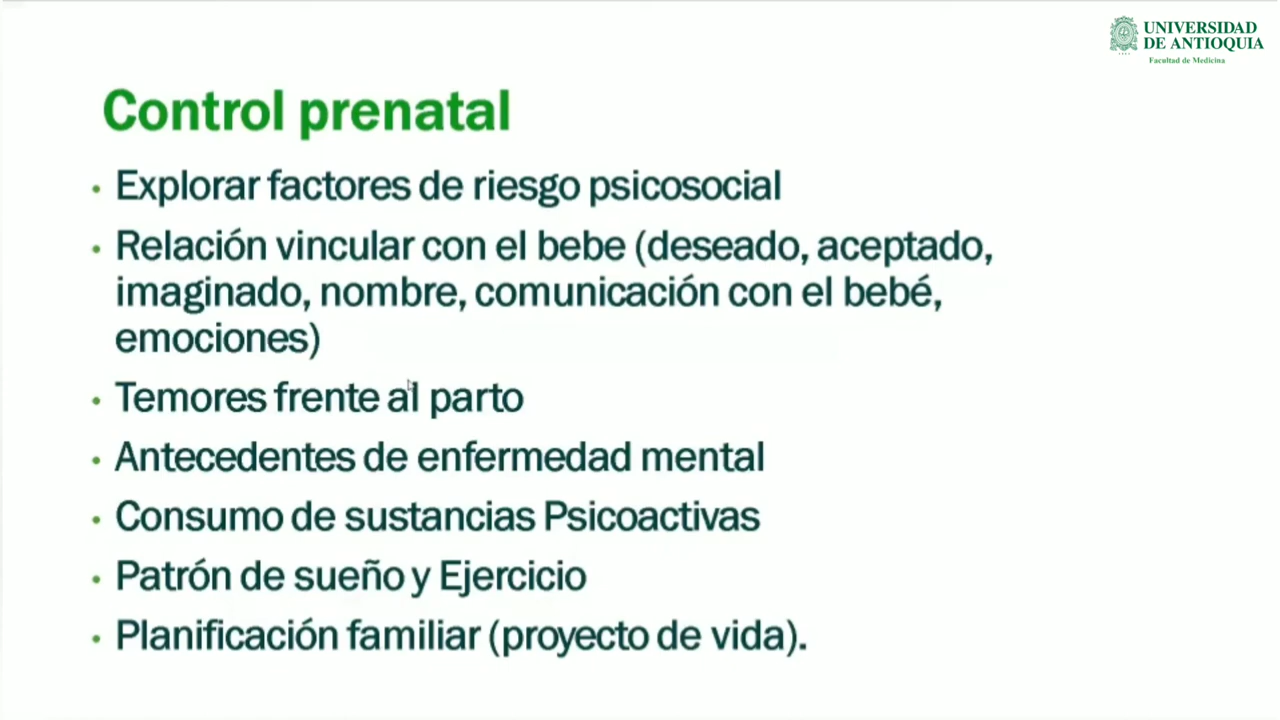 UNIVERSIDAD
DE ANTIOQUIA
Facultad de Medicina
Control prenatal
• Explorar factores de riesgo psicosocial
• Relación vincular con el bebe (deseado, aceptado,
imaginado, nombre, comunicación con el bebé,
emociones)
• Temores frente al parto
• Antecedentes de enfermedad mental
• Consumo de sustancias Psicoactivas
• Patrón de sueño y Ejercicio
• Planificación familiar (proyecto de vida).